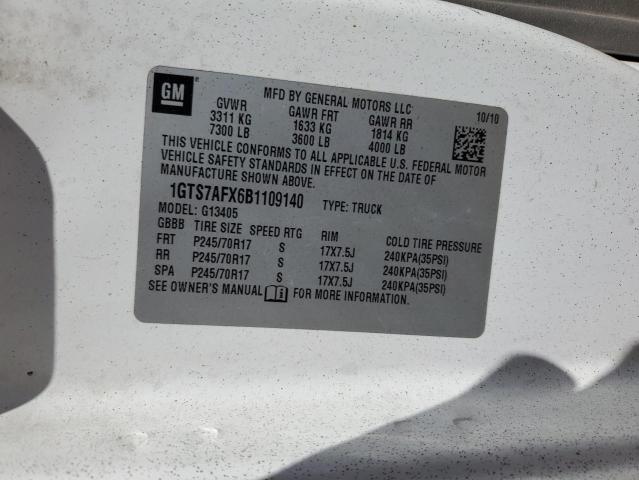 GM
MFD BY GENERAL MOTORS LLC
10/10
GVWR GAWR FRT GAWR RR
3311 KG 1633 KG 1814 KG
7300 LB 3600 LB 4000 LB
THIS VEHICLE CONFORMS TO ALL APPLICABLE U.S. FEDERAL MOTOR
VEHICLE SAFETY STANDARDS IN EFFECT ON THE DATE OF
MANUFACTURE SHOWN ABOVE.
1GTS7AFX6B1109140 TYPE: TRUCK
MODEL: G13405
GBBB TIRE SIZE SPEED RTG RIM COLD TIRE PRESSURE
FRT P245/70R17 S 17X7.5J 240KPA(35PSI)
RR P245/70R17 S 17X7.5J 240KPA(35PSI)
SPA P245/70R17 S 17X7.5J 240KPA(35PSI)
SEE OWNER'S MANUAL FOR MORE INFORMATION.